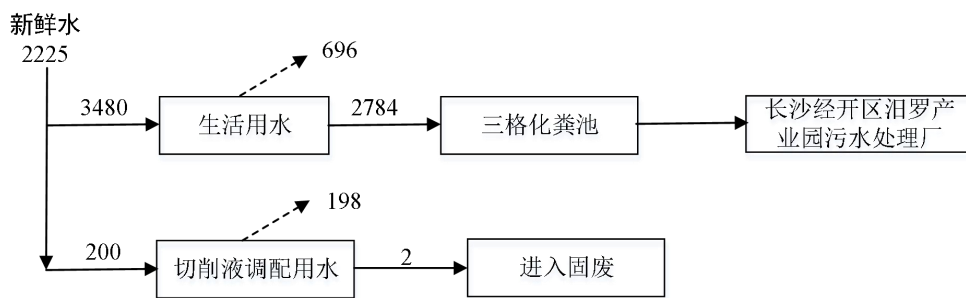 新鲜水
2225
696
3480
生活用水
2784
三格化粪池
长沙经开区汨罗产
业园污水处理厂
198
200
切削液调配用水
2
进入固废